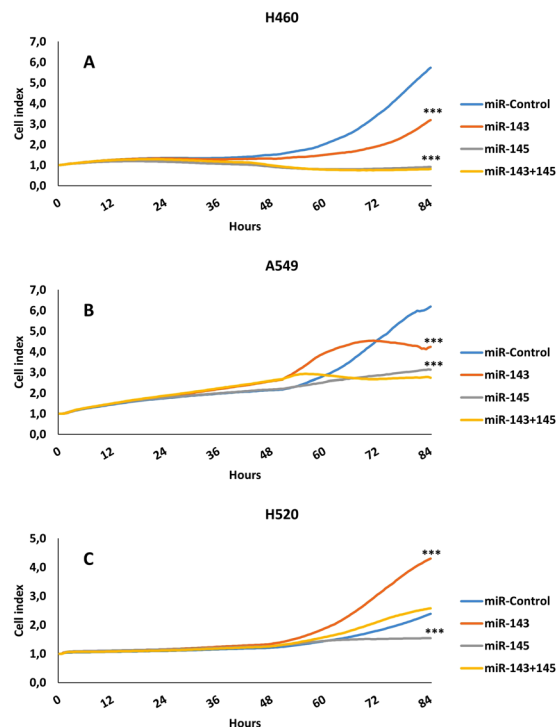 H460
7,0
6,0
5,0
4,0
3,0
2,0
1,0
0,0
Cell index
A
***
***
miR-Control
miR-143
miR-145
miR-143+145
0 12 24 36 48 60 72 84
Hours
A549
7,0
6,0
5,0
4,0
3,0
2,0
1,0
0,0
Cell index
B
***
***
miR-Control
miR-143
miR-145
miR-143+145
0 12 24 36 48 60 72 84
Hours
H520
5,0
4,0
3,0
2,0
1,0
0,0
Cell index
C
***
***
miR-Control
miR-143
miR-145
miR-143+145
0 12 24 36 48 60 72 84
Hours